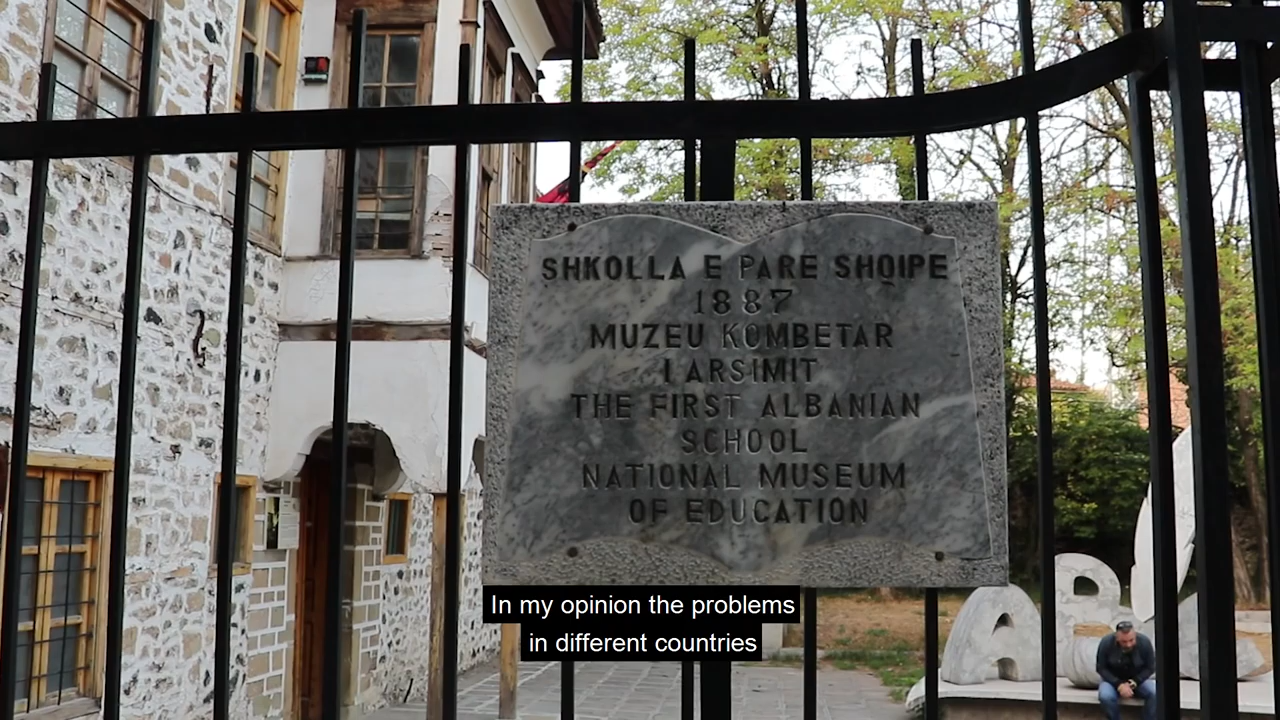 SHKOLLA E PARE SHQIPE
1887
MUZEU KOMBETAR
I ARSIMIT
THE FIRST ALBANIAN
SCHOOL
NATIONAL MUSEUM
OF EDUCATION
In my opinion the problems
in different countries
AB